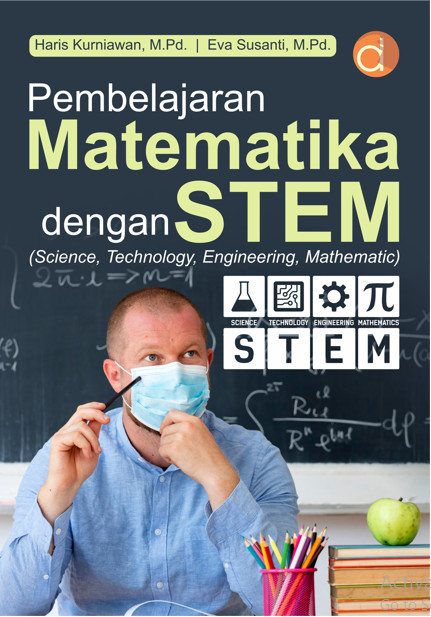 Haris Kurniawan, M.Pd. | Eva Susanti, M.Pd.
d
Pembelajaran
Matematika
dengan STEM
(Science, Technology, Engineering, Mathematic)
SCIENCE TECHNOLOGY ENGINEERING MATHEMATICS
S T E M